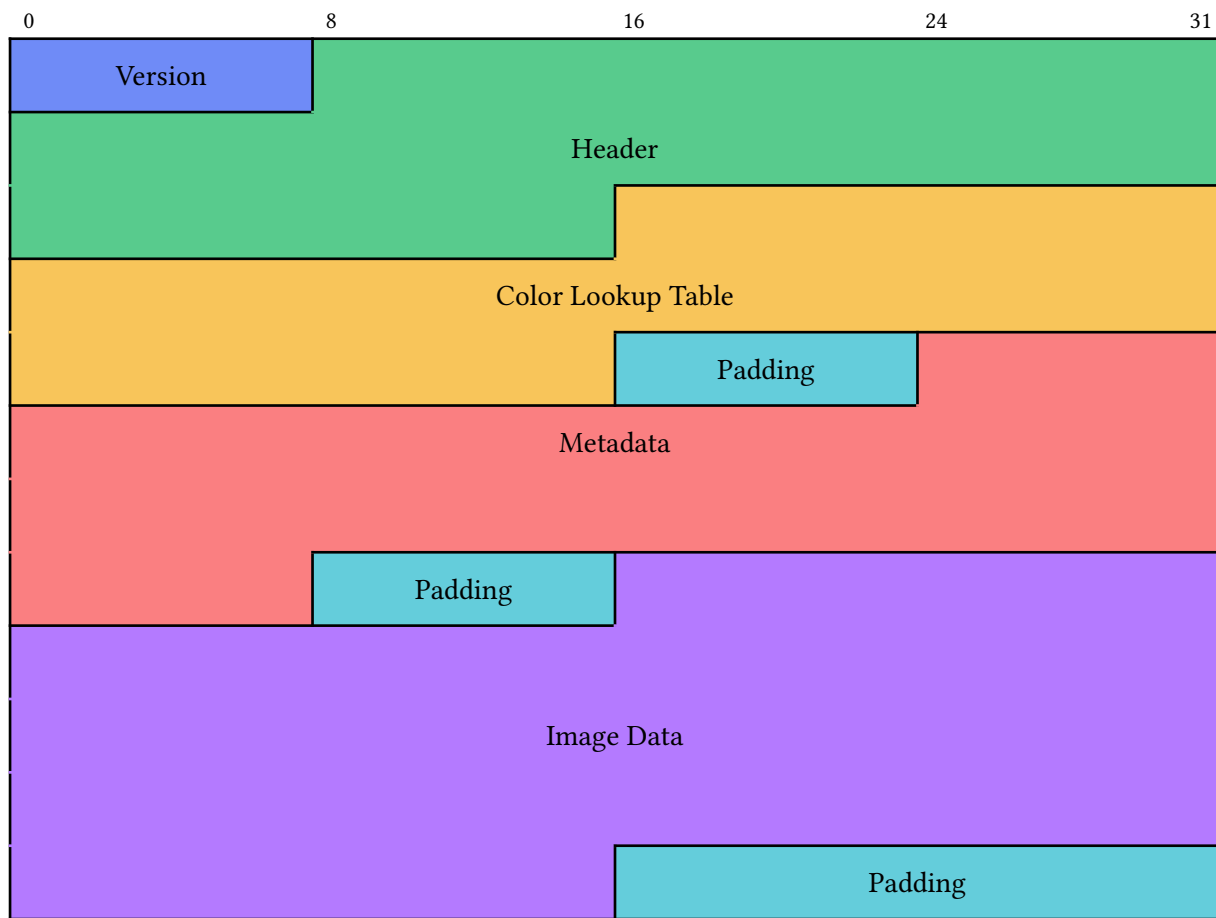 0 8 16 24 31
Version
Header
Color Lookup Table
Padding
Metadata
Padding
Image Data
Padding